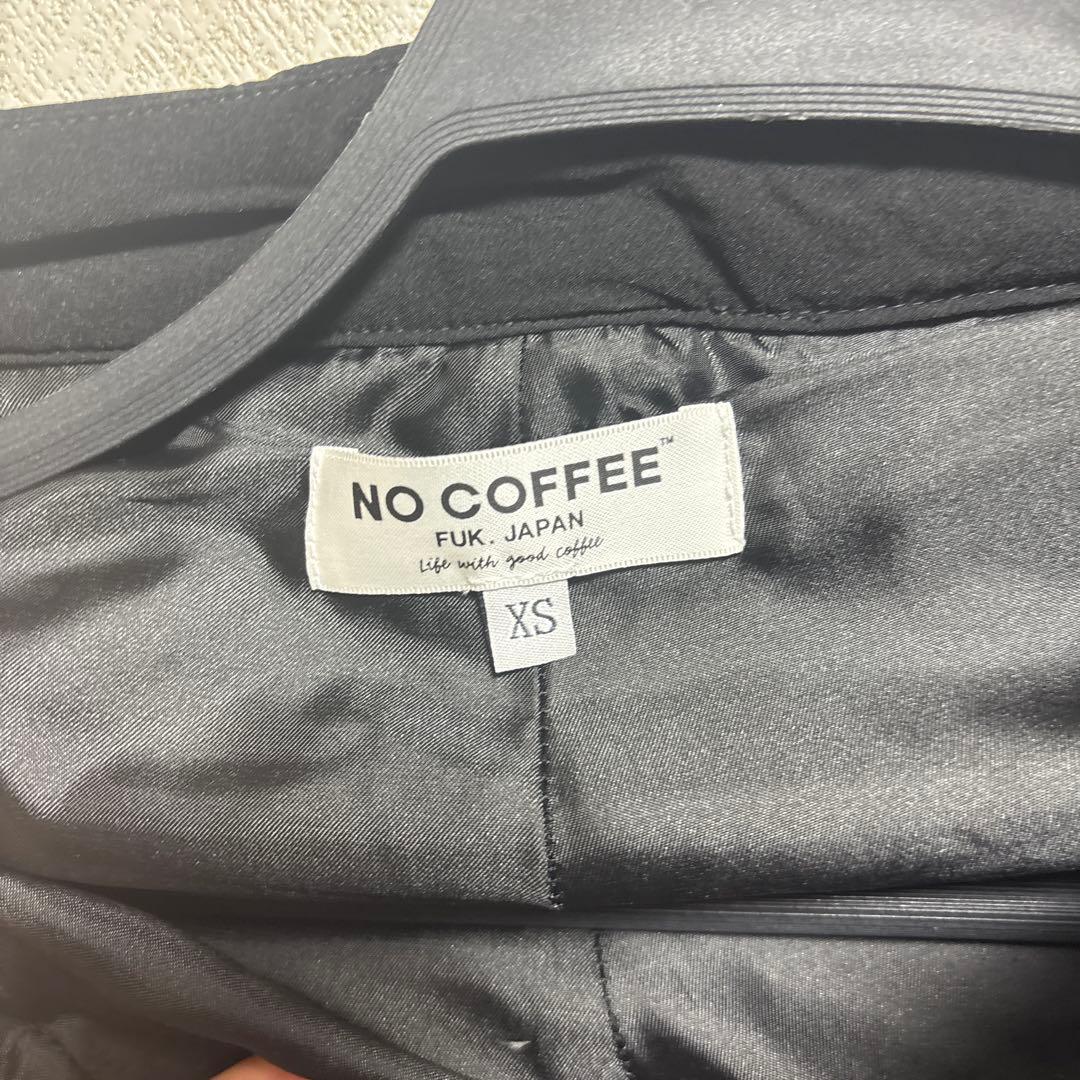 NO COFFEE™
FUK. JAPAN
Life with good coffee
XS